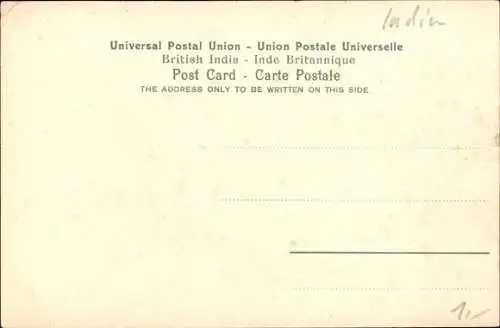 Indien
Universal Postal Union - Union Postale Universelle
British India - Inde Britannique
Post Card - Carte Postale
THE ADDRESS ONLY TO BE WRITTEN ON THIS SIDE
1,-